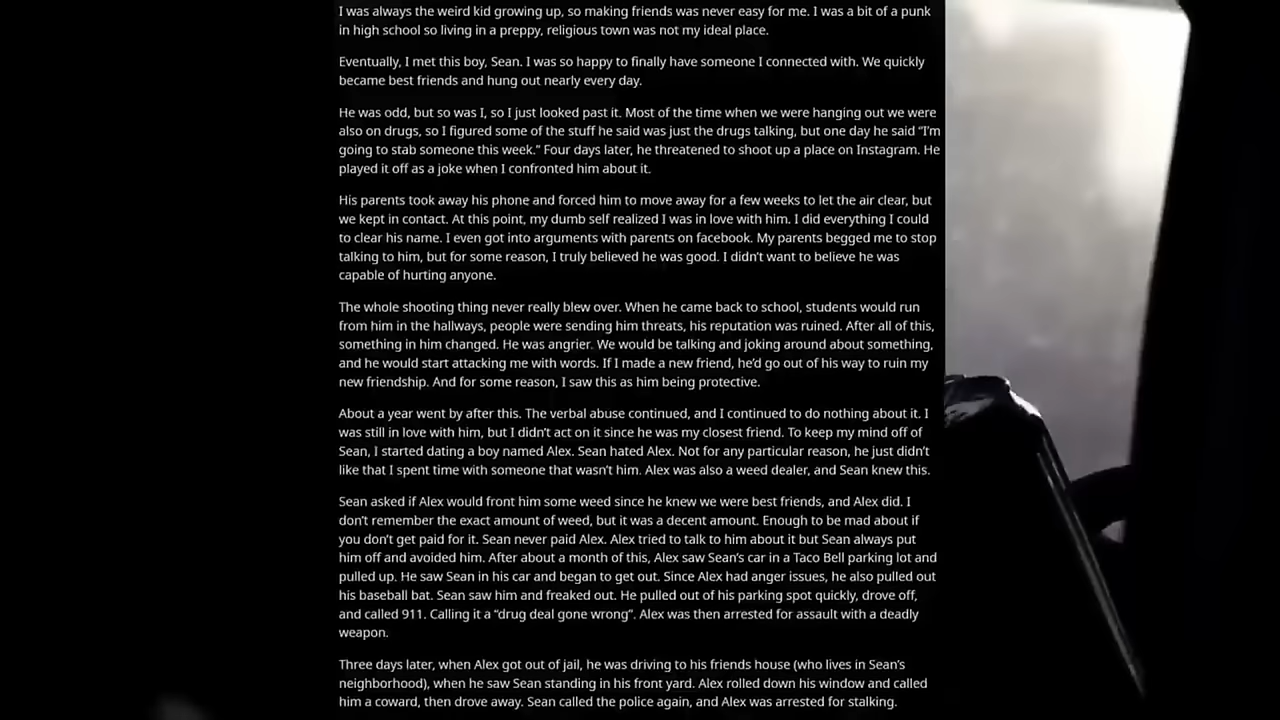 I was always the weird kid growing up, so making friends was never easy for me. I was a bit of a punk
in high school so living in a preppy, religious town was not my ideal place.
Eventually, I met this boy, Sean. I was so happy to finally have someone I connected with. We quickly
became best friends and hung out nearly every day.
He was odd, but so was I, so I just looked past it. Most of the time when we were hanging out we were
also on drugs, so I figured some of the stuff he said was just the drugs talking, but one day he said “I’m
going to stab someone this week.” Four days later, he threatened to shoot up a place on Instagram. He
played it off as a joke when I confronted him about it.
His parents took away his phone and forced him to move away for a few weeks to let the air clear, but
we kept in contact. At this point, my dumb self realized I was in love with him. I did everything I could
to clear his name. I even got into arguments with parents on facebook. My parents begged me to stop
talking to him, but for some reason, I truly believed he was good. I didn’t want to believe he was
capable of hurting anyone.
The whole shooting thing never really blew over. When he came back to school, students would run
from him in the hallways, people were sending him threats, his reputation was ruined. After all of this,
something in him changed. He was angrier. We would be talking and joking around about something,
and he would start attacking me with words. If I made a new friend, he’d go out of his way to ruin my
new friendship. And for some reason, I saw this as him being protective.
About a year went by after this. The verbal abuse continued, and I continued to do nothing about it. I
was still in love with him, but I didn’t act on it since he was my closest friend. To keep my mind off of
Sean, I started dating a boy named Alex. Sean hated Alex. Not for any particular reason, he just didn’t
like that I spent time with someone that wasn’t him. Alex was also a weed dealer, and Sean knew this.
Sean asked if Alex would front him some weed since he knew we were best friends, and Alex did. I
don’t remember the exact amount of weed, but it was a decent amount. Enough to be mad about if
you don’t get paid for it. Sean never paid Alex. Alex tried to talk to him about it but Sean always put
him off and avoided him. After about a month of this, Alex saw Sean’s car in a Taco Bell parking lot and
pulled up. He saw Sean in his car and began to get out. Since Alex had anger issues, he also pulled out
his baseball bat. Sean saw him and freaked out. He pulled out of his parking spot quickly, drove off,
and called 911. Calling it a “drug deal gone wrong”. Alex was then arrested for assault with a deadly
weapon.
Three days later, when Alex got out of jail, he was driving to his friends house (who lives in Sean’s
neighborhood), when he saw Sean standing in his front yard. Alex rolled down his window and called
him a coward, then drove away. Sean called the police again, and Alex was arrested for stalking.